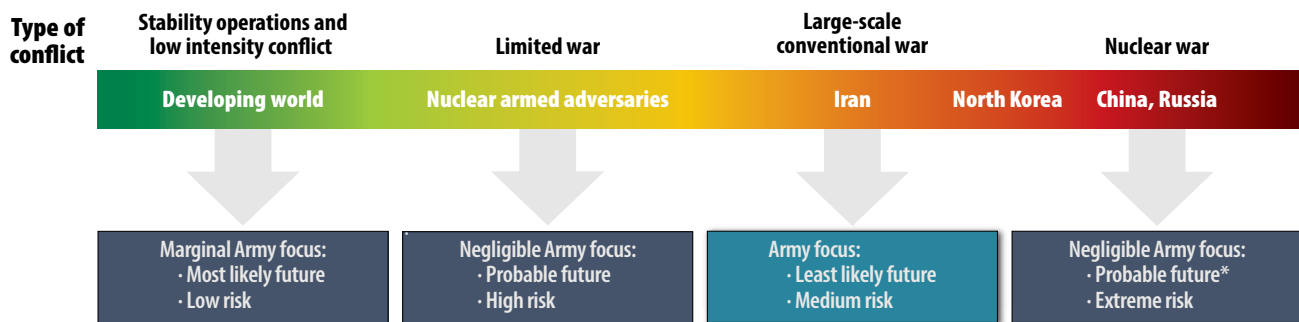 Type of
conflict
Stability operations and
low intensity conflict
Limited war
Large-scale
conventional war
Nuclear war
Developing world
Nuclear armed adversaries
Iran
North Korea
China, Russia
Marginal Army focus:
· Most likely future
· Low risk
Negligible Army focus:
· Probable future
· High risk
Army focus:
· Least likely future
· Medium risk
Negligible Army focus:
· Probable future*
· Extreme risk